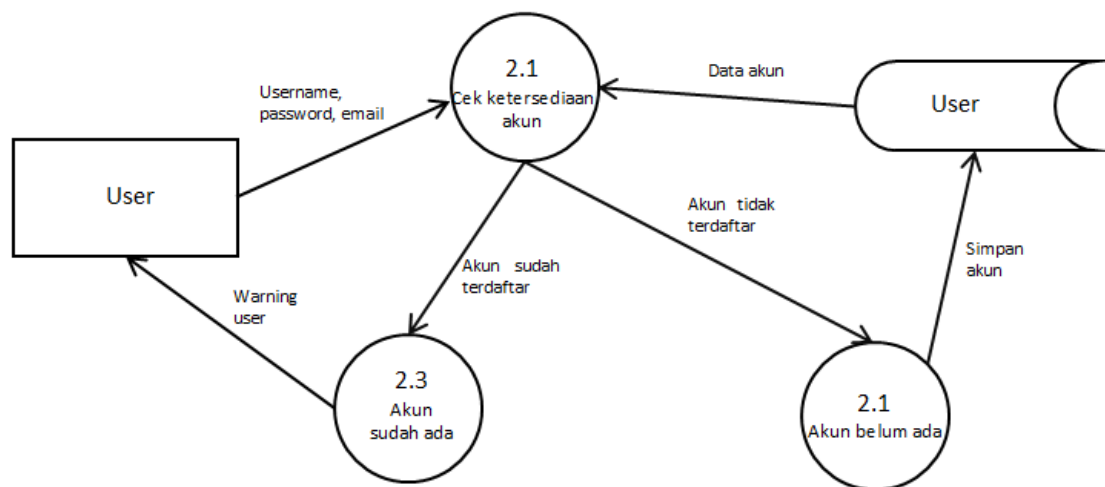 2.1
Cek ketersediaan
akun
Data akun
User
Username,
password, email
User
Akun tidak
terdaftar
Simpan
akun
Akun sudah
terdaftar
Warning
user
2.3
Akun
sudah ada
2.1
Akun belum ada